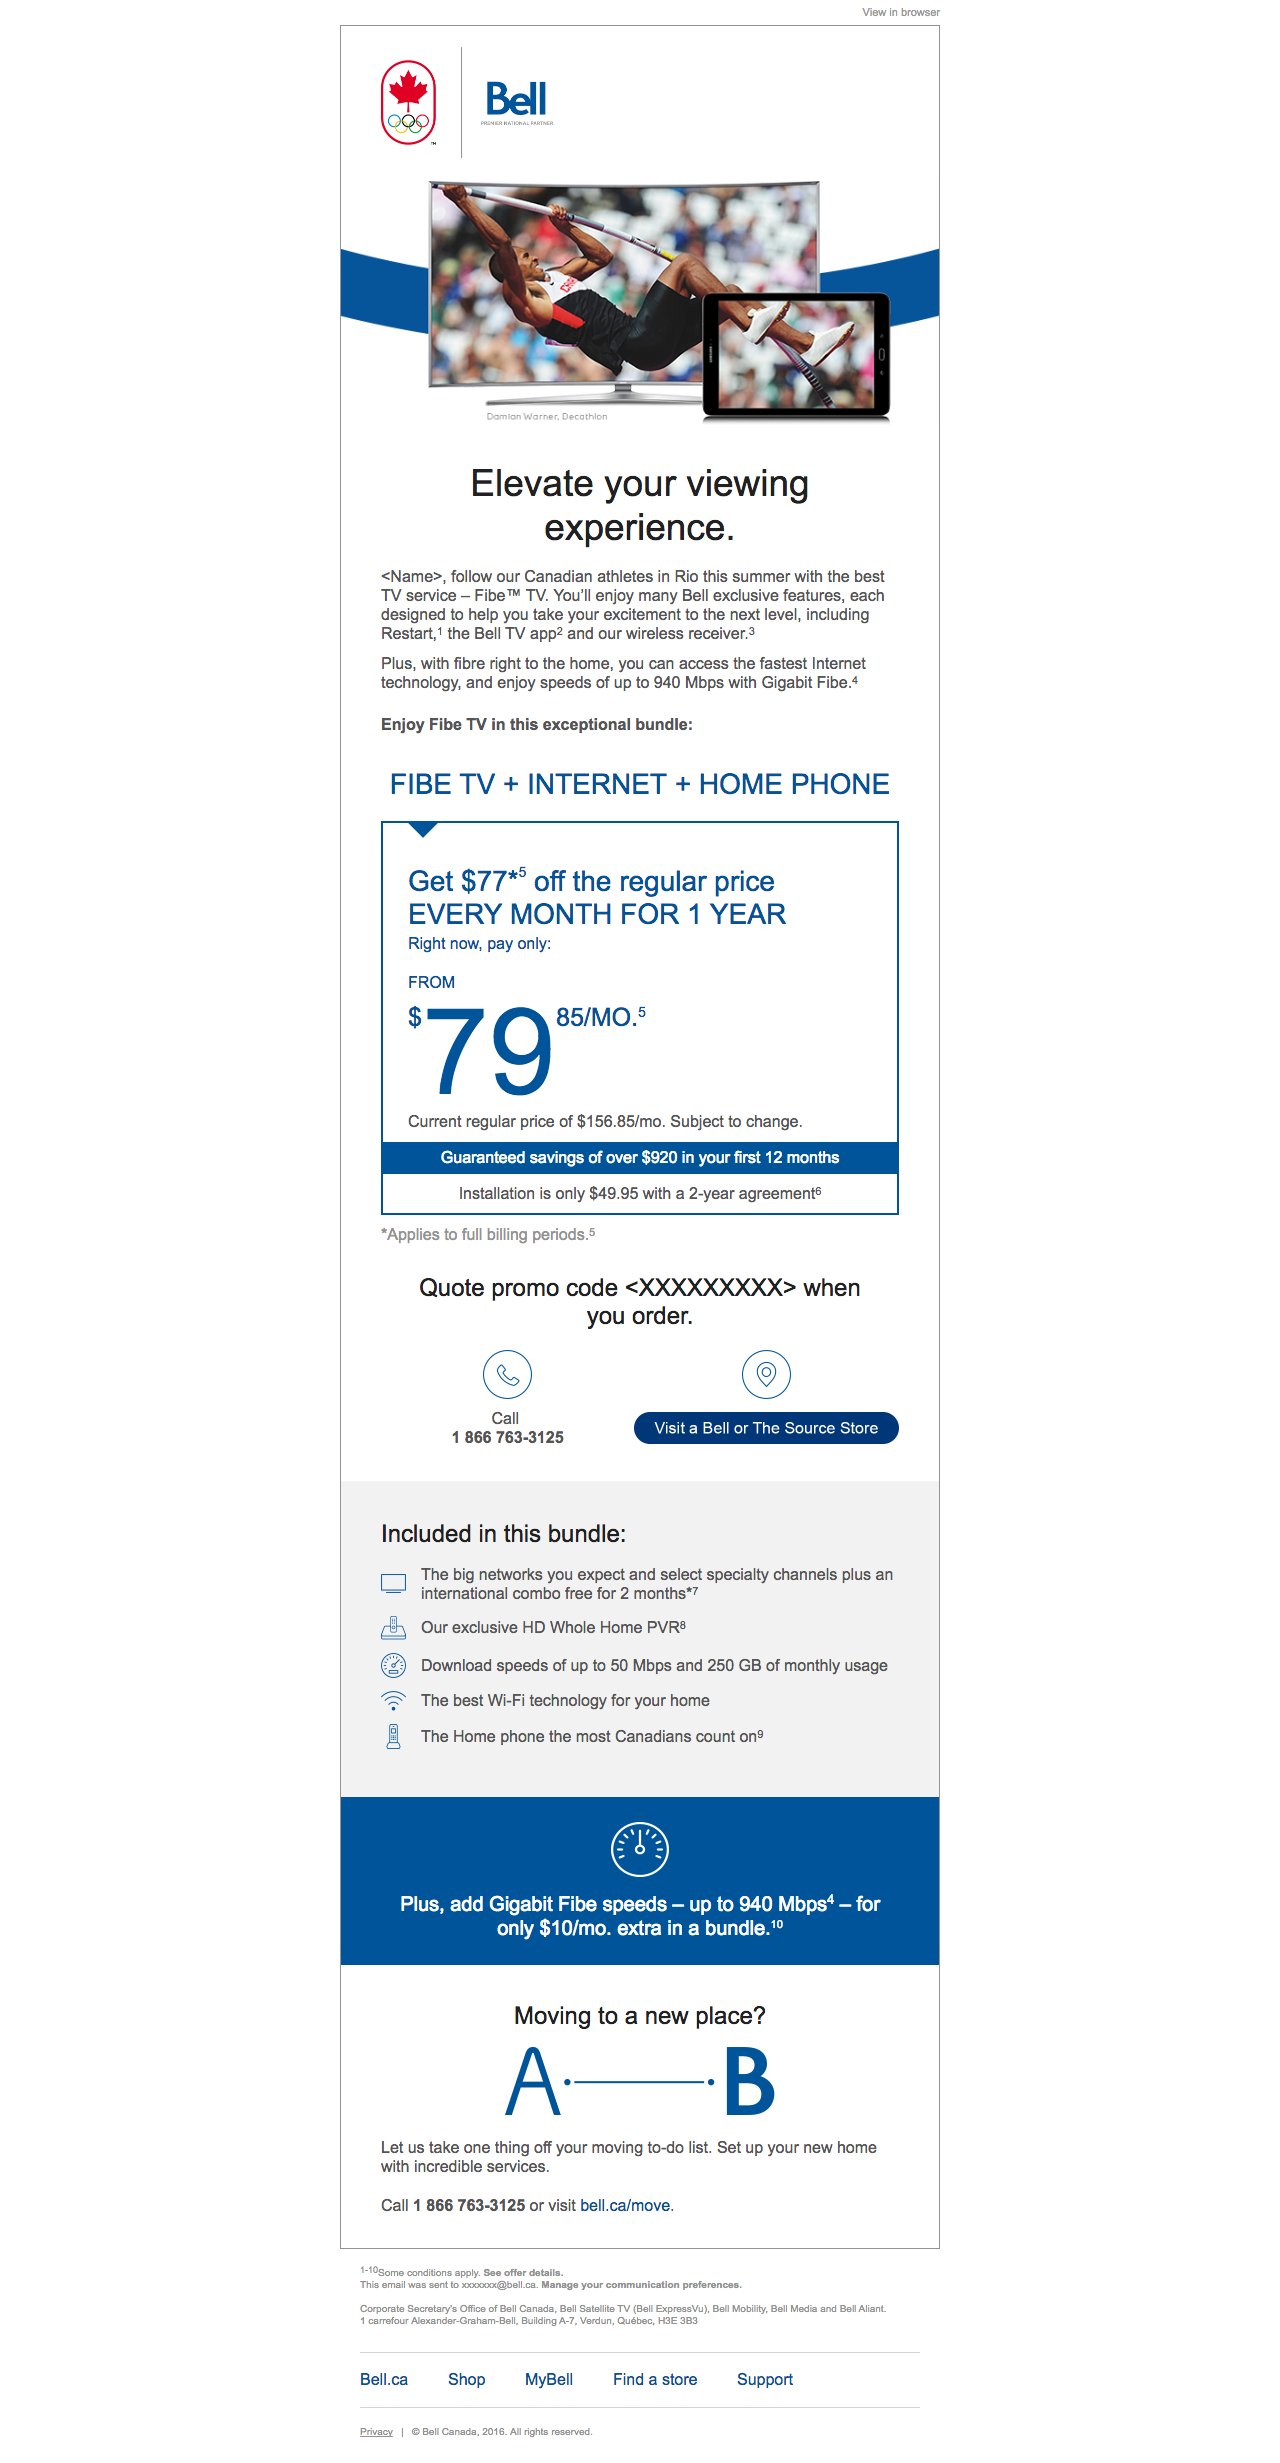 View in browser
Bell
PREMIER NATIONAL PARTNER
TM
Damian Warner, Decathlon
Elevate your viewing
experience.
<Name>, follow our Canadian athletes in Rio this summer with the best
TV service – Fibe™ TV. You’ll enjoy many Bell exclusive features, each
designed to help you take your excitement to the next level, including
Restart,¹ the Bell TV app² and our wireless receiver.³
Plus, with fibre right to the home, you can access the fastest Internet
technology, and enjoy speeds of up to 940 Mbps with Gigabit Fibe.⁴
Enjoy Fibe TV in this exceptional bundle:
FIBE TV + INTERNET + HOME PHONE
Get $77*⁵ off the regular price
EVERY MONTH FOR 1 YEAR
Right now, pay only:
FROM
$79 85/MO.⁵
Current regular price of $156.85/mo. Subject to change.
Guaranteed savings of over $920 in your first 12 months
Installation is only $49.95 with a 2-year agreement⁶
*Applies to full billing periods.⁵
Quote promo code <XXXXXXXXX> when
you order.
Call
1 866 763-3125
Visit a Bell or The Source Store
Included in this bundle:
The big networks you expect and select specialty channels plus an
international combo free for 2 months*⁷
Our exclusive HD Whole Home PVR⁸
Download speeds of up to 50 Mbps and 250 GB of monthly usage
The best Wi-Fi technology for your home
The Home phone the most Canadians count on⁹
Plus, add Gigabit Fibe speeds – up to 940 Mbps⁴ – for
only $10/mo. extra in a bundle.¹⁰
Moving to a new place?
A B
Let us take one thing off your moving to-do list. Set up your new home
with incredible services.
Call 1 866 763-3125 or visit bell.ca/move.
¹⁻¹⁰Some conditions apply. See offer details.
This email was sent to xxxxxxx@bell.ca. Manage your communication preferences.
Corporate Secretary's Office of Bell Canada, Bell Satellite TV (Bell ExpressVu), Bell Mobility, Bell Media and Bell Aliant.
1 carrefour Alexander-Graham-Bell, Building A-7, Verdun, Québec, H3E 3B3
Bell.ca Shop MyBell Find a store Support
Privacy | © Bell Canada, 2016. All rights reserved.